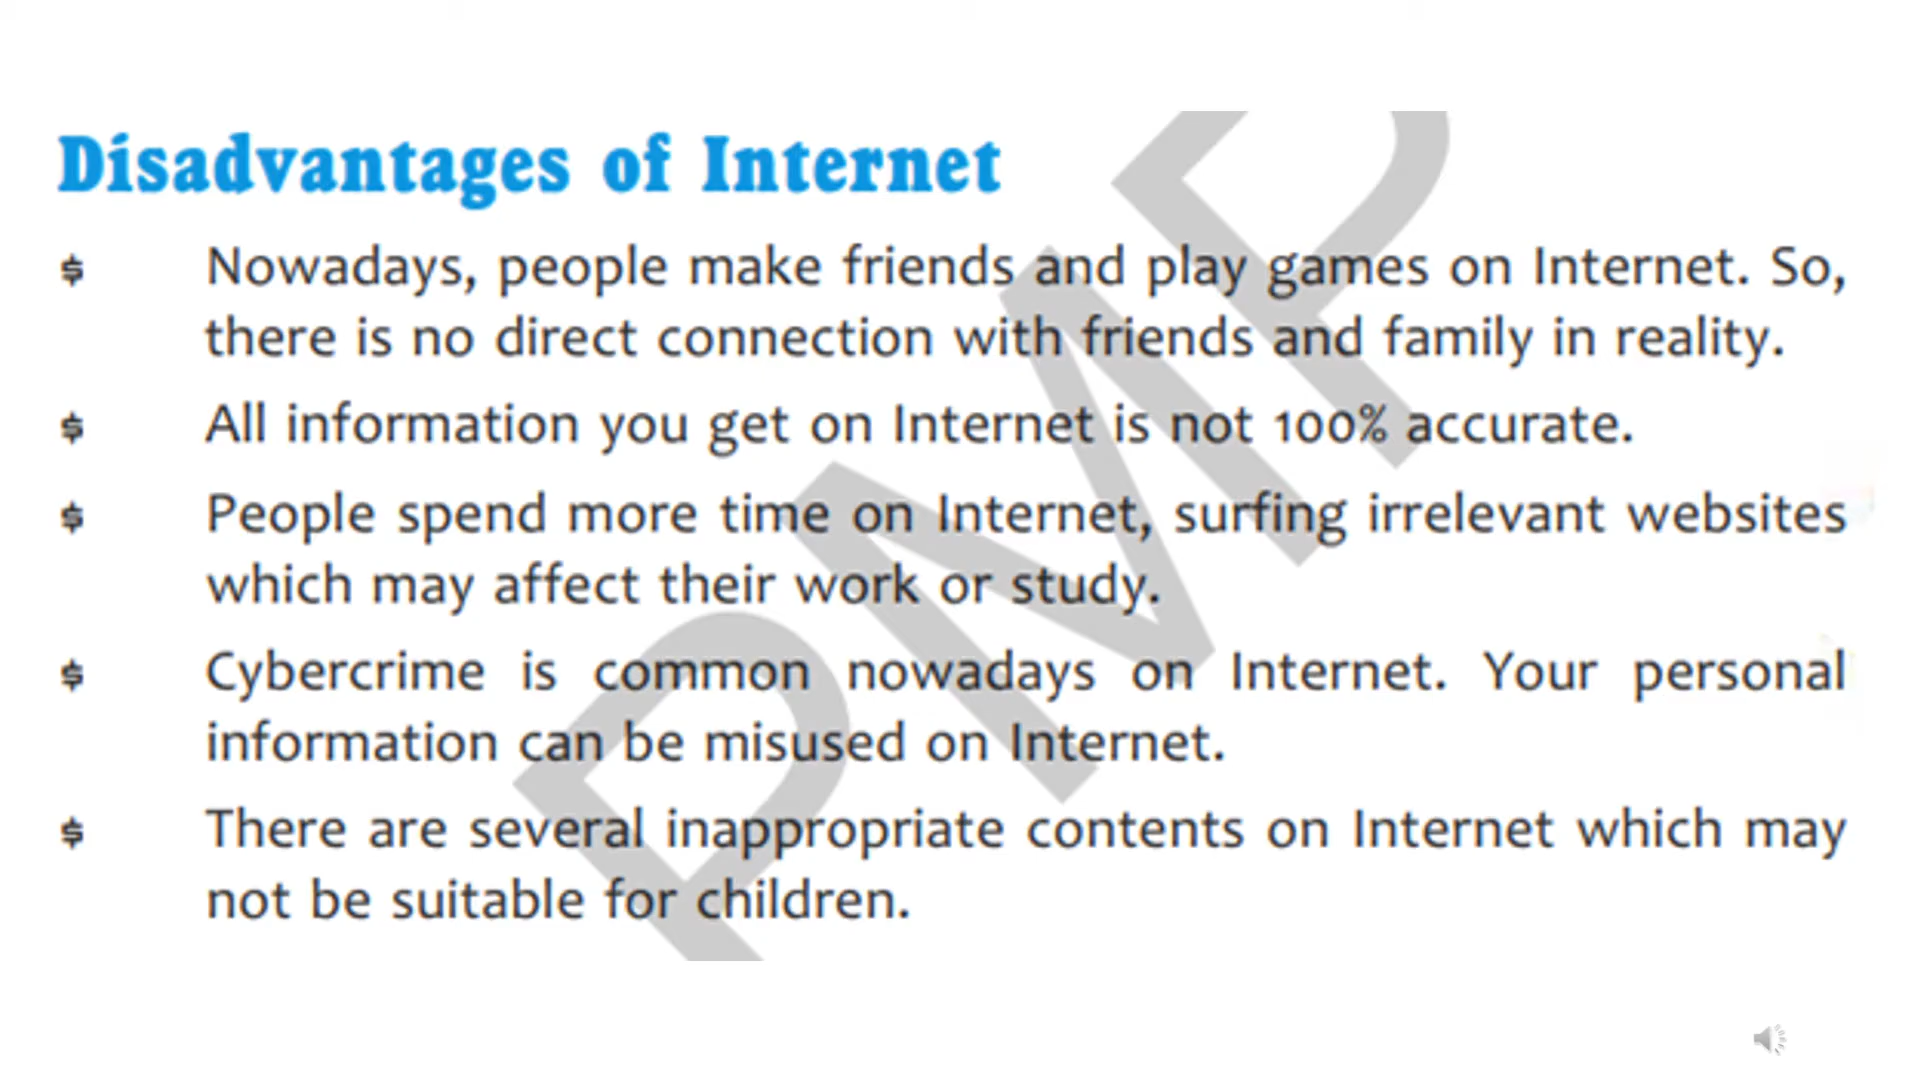 Disadvantages of Internet
$ Nowadays, people make friends and play games on Internet. So,
there is no direct connection with friends and family in reality.
$ All information you get on Internet is not 100% accurate.
$ People spend more time on Internet, surfing irrelevant websites
which may affect their work or study.
$ Cybercrime is common nowadays on Internet. Your personal
information can be misused on Internet.
$ There are several inappropriate contents on Internet which may
not be suitable for children.
PMP